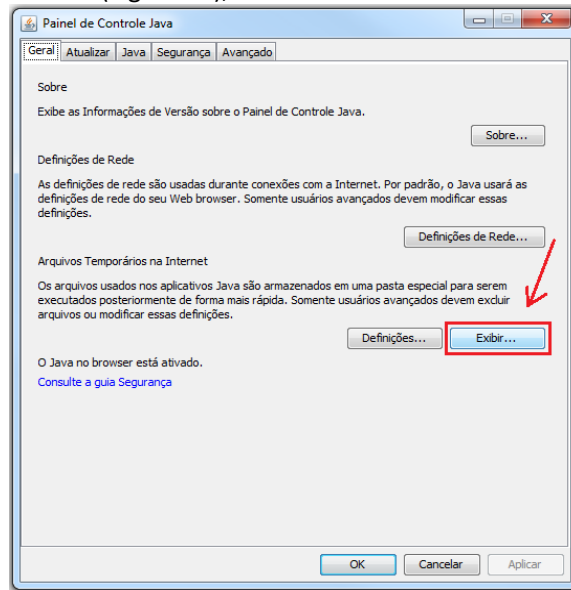 Painel de Controle Java
Geral Atualizar Java Segurança Avançado
Sobre
Exibe as Informações de Versão sobre o Painel de Controle Java.
Sobre...
Definições de Rede
As definições de rede são usadas durante conexões com a Internet. Por padrão, o Java usará as
definições de rede do seu Web browser. Somente usuários avançados devem modificar essas
definições.
Definições de Rede...
Arquivos Temporários na Internet
Os arquivos usados nos aplicativos Java são armazenados em uma pasta especial para serem
executados posteriormente de forma mais rápida. Somente usuários avançados devem excluir
arquivos ou modificar essas definições.
Definições... Exibir...
O Java no browser está ativado.
Consulte a guia Segurança
OK Cancelar Aplicar